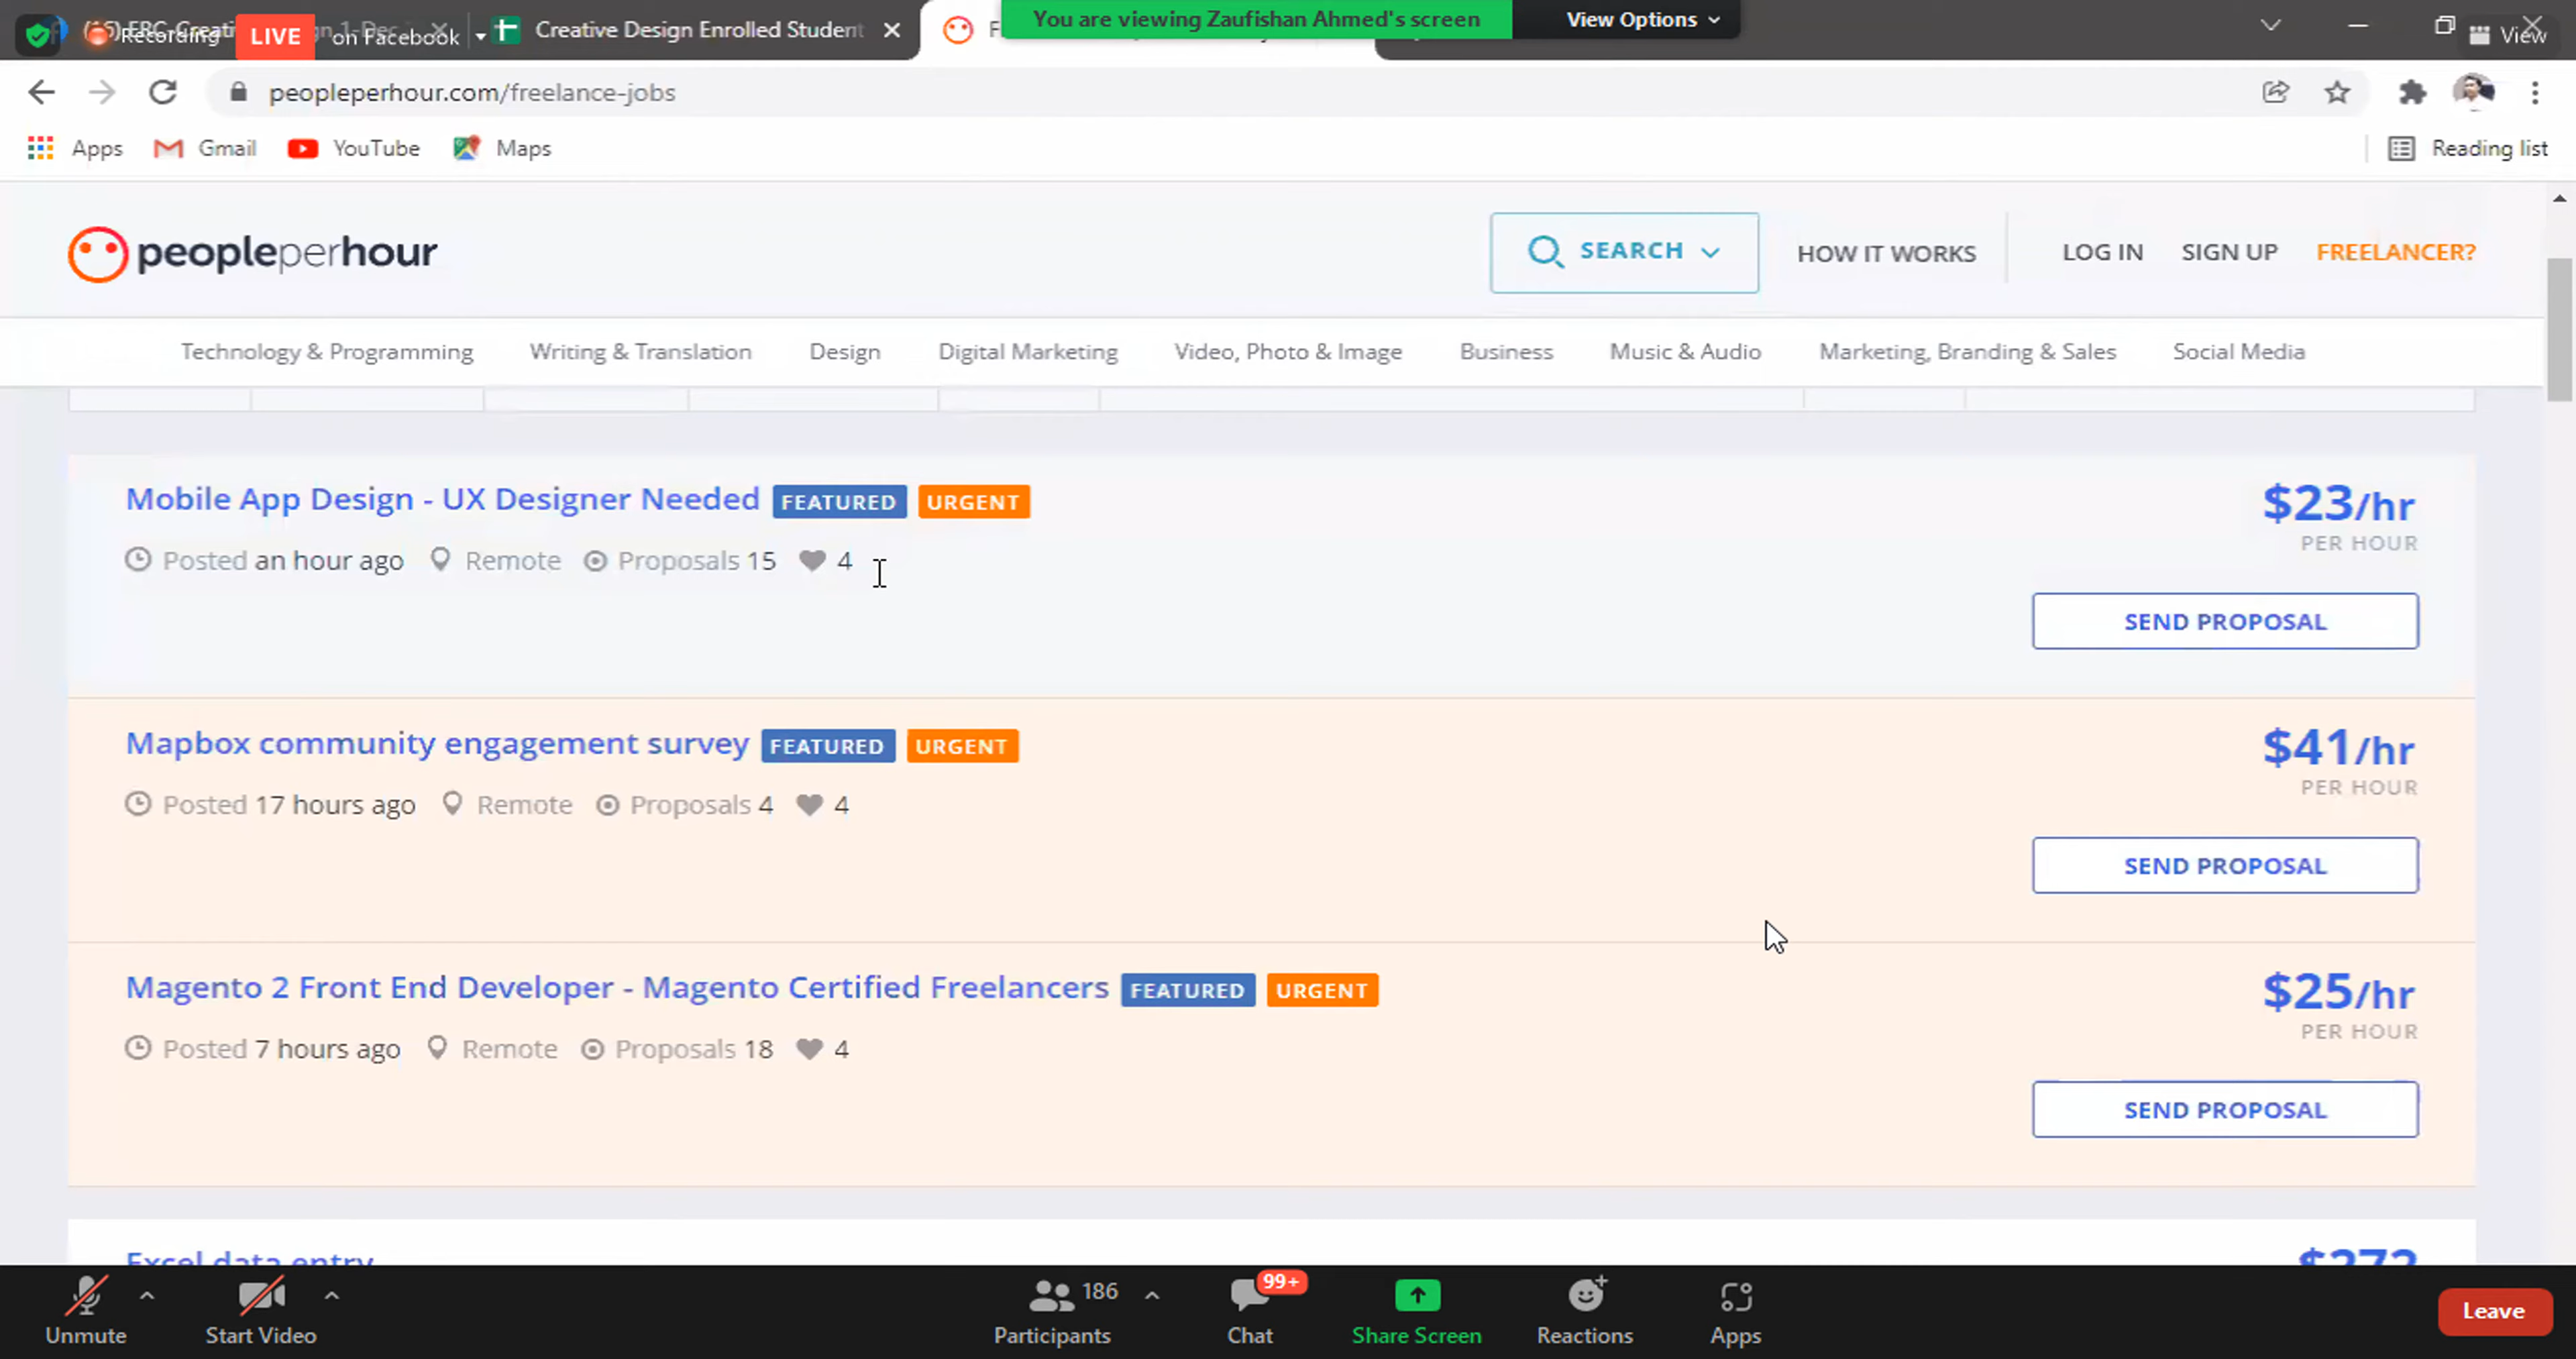 Recording LIVE on Facebook
Creative Design Enrolled Student
You are viewing Zaufishan Ahmed's screen View Options
View
peopleperhour.com/freelance-jobs
Apps Gmail YouTube Maps Reading list
peopleperhour SEARCH HOW IT WORKS LOG IN SIGN UP FREELANCER?
Technology & Programming Writing & Translation Design Digital Marketing Video, Photo & Image Business Music & Audio Marketing, Branding & Sales Social Media
Mobile App Design - UX Designer Needed FEATURED URGENT $23/hr
PER HOUR
Posted an hour ago Remote Proposals 15 4
SEND PROPOSAL
Mapbox community engagement survey FEATURED URGENT $41/hr
PER HOUR
Posted 17 hours ago Remote Proposals 4 4
SEND PROPOSAL
Magento 2 Front End Developer - Magento Certified Freelancers FEATURED URGENT $25/hr
PER HOUR
Posted 7 hours ago Remote Proposals 18 4
SEND PROPOSAL
Excel data entry
186 99+
Unmute Start Video Participants Chat Share Screen Reactions Apps Leave